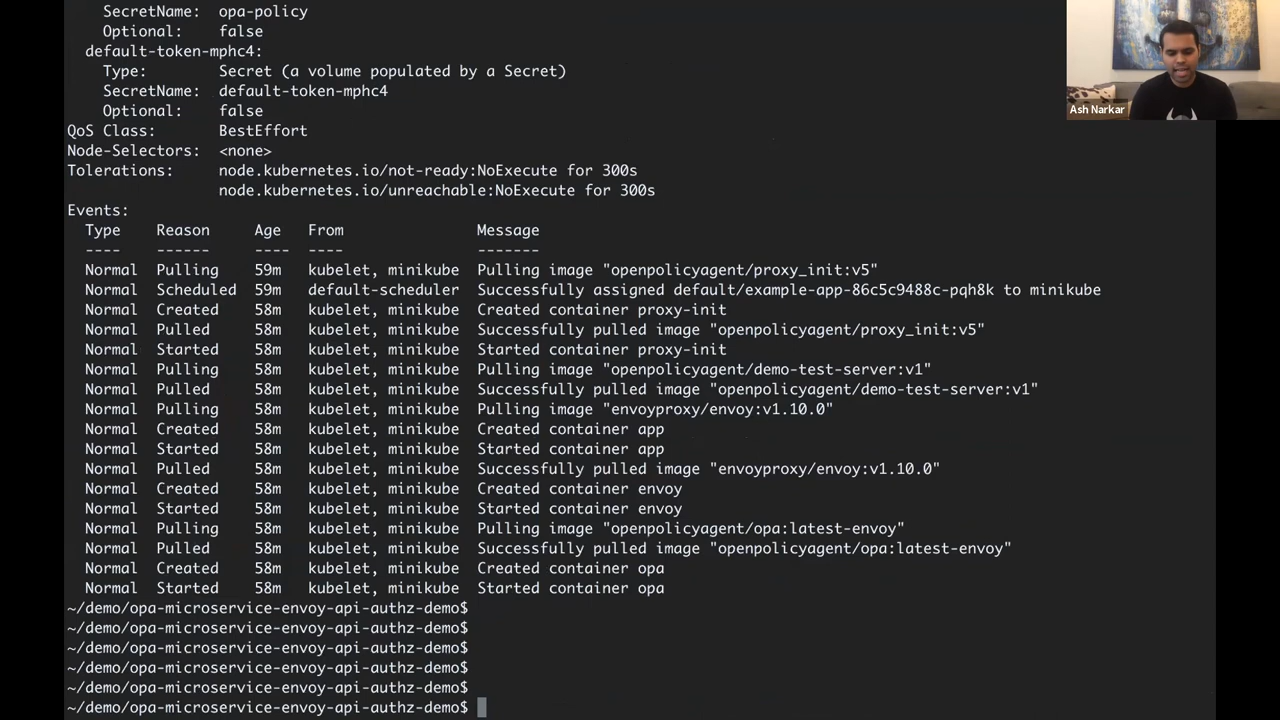 SecretName:  opa-policy
Optional:    false
default-token-mphc4:
Type:        Secret (a volume populated by a Secret)
SecretName:  default-token-mphc4
Optional:    false
QoS Class:       BestEffort
Node-Selectors:  <none>
Tolerations:     node.kubernetes.io/not-ready:NoExecute for 300s
node.kubernetes.io/unreachable:NoExecute for 300s
Events:
Type    Reason     Age   From               Message
----    ------     ----  ----               -------
Normal  Pulling    59m   kubelet, minikube  Pulling image "openpolicyagent/proxy_init:v5"
Normal  Scheduled  59m   default-scheduler  Successfully assigned default/example-app-86c5c9488c-pqh8k to minikube
Normal  Created    58m   kubelet, minikube  Created container proxy-init
Normal  Pulled     58m   kubelet, minikube  Successfully pulled image "openpolicyagent/proxy_init:v5"
Normal  Started    58m   kubelet, minikube  Started container proxy-init
Normal  Pulling    58m   kubelet, minikube  Pulling image "openpolicyagent/demo-test-server:v1"
Normal  Pulled     58m   kubelet, minikube  Successfully pulled image "openpolicyagent/demo-test-server:v1"
Normal  Pulling    58m   kubelet, minikube  Pulling image "envoyproxy/envoy:v1.10.0"
Normal  Created    58m   kubelet, minikube  Created container app
Normal  Started    58m   kubelet, minikube  Started container app
Normal  Pulled     58m   kubelet, minikube  Successfully pulled image "envoyproxy/envoy:v1.10.0"
Normal  Created    58m   kubelet, minikube  Created container envoy
Normal  Started    58m   kubelet, minikube  Started container envoy
Normal  Pulling    58m   kubelet, minikube  Pulling image "openpolicyagent/opa:latest-envoy"
Normal  Pulled     58m   kubelet, minikube  Successfully pulled image "openpolicyagent/opa:latest-envoy"
Normal  Created    58m   kubelet, minikube  Created container opa
Normal  Started    58m   kubelet, minikube  Started container opa
~/demo/opa-microservice-envoy-api-authz-demo$
~/demo/opa-microservice-envoy-api-authz-demo$
~/demo/opa-microservice-envoy-api-authz-demo$
~/demo/opa-microservice-envoy-api-authz-demo$
~/demo/opa-microservice-envoy-api-authz-demo$
~/demo/opa-microservice-envoy-api-authz-demo$
Ash Narkar